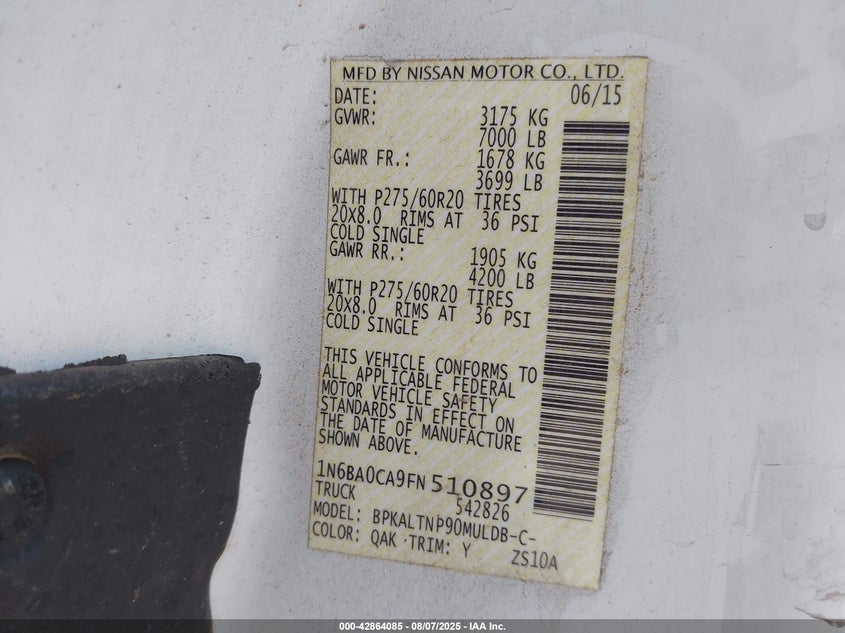 MFD BY NISSAN MOTOR CO., LTD.
DATE: 06/15
GVWR: 3175 KG
7000 LB
GAWR FR.: 1678 KG
3699 LB
WITH P275/60R20 TIRES
20X8.0 RIMS AT 36 PSI
COLD SINGLE
GAWR RR.: 1905 KG
4200 LB
WITH P275/60R20 TIRES
20X8.0 RIMS AT 36 PSI
COLD SINGLE
THIS VEHICLE CONFORMS TO
ALL APPLICABLE FEDERAL
MOTOR VEHICLE SAFETY
STANDARDS IN EFFECT ON
THE DATE OF MANUFACTURE
SHOWN ABOVE.
1N6BA0CA9FN510897
TRUCK 542826
MODEL: BPKALTNP90MULDB-C-
COLOR: QAK TRIM: Y ZS10A
000-42864085 - 08/07/2025 - IAA Inc.